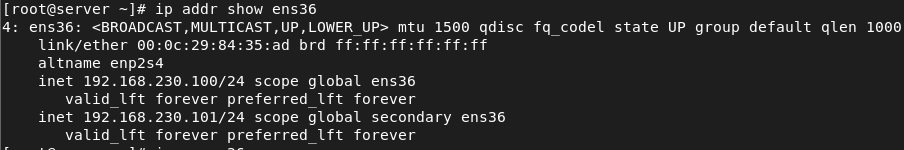 [root@server ~]# ip addr show ens36
4: ens36: <BROADCAST,MULTICAST,UP,LOWER_UP> mtu 1500 qdisc fq_codel state UP group default qlen 1000
    link/ether 00:0c:29:84:35:ad brd ff:ff:ff:ff:ff:ff
    altname enp2s4
    inet 192.168.230.100/24 scope global ens36
       valid_lft forever preferred_lft forever
    inet 192.168.230.101/24 scope global secondary ens36
       valid_lft forever preferred_lft forever